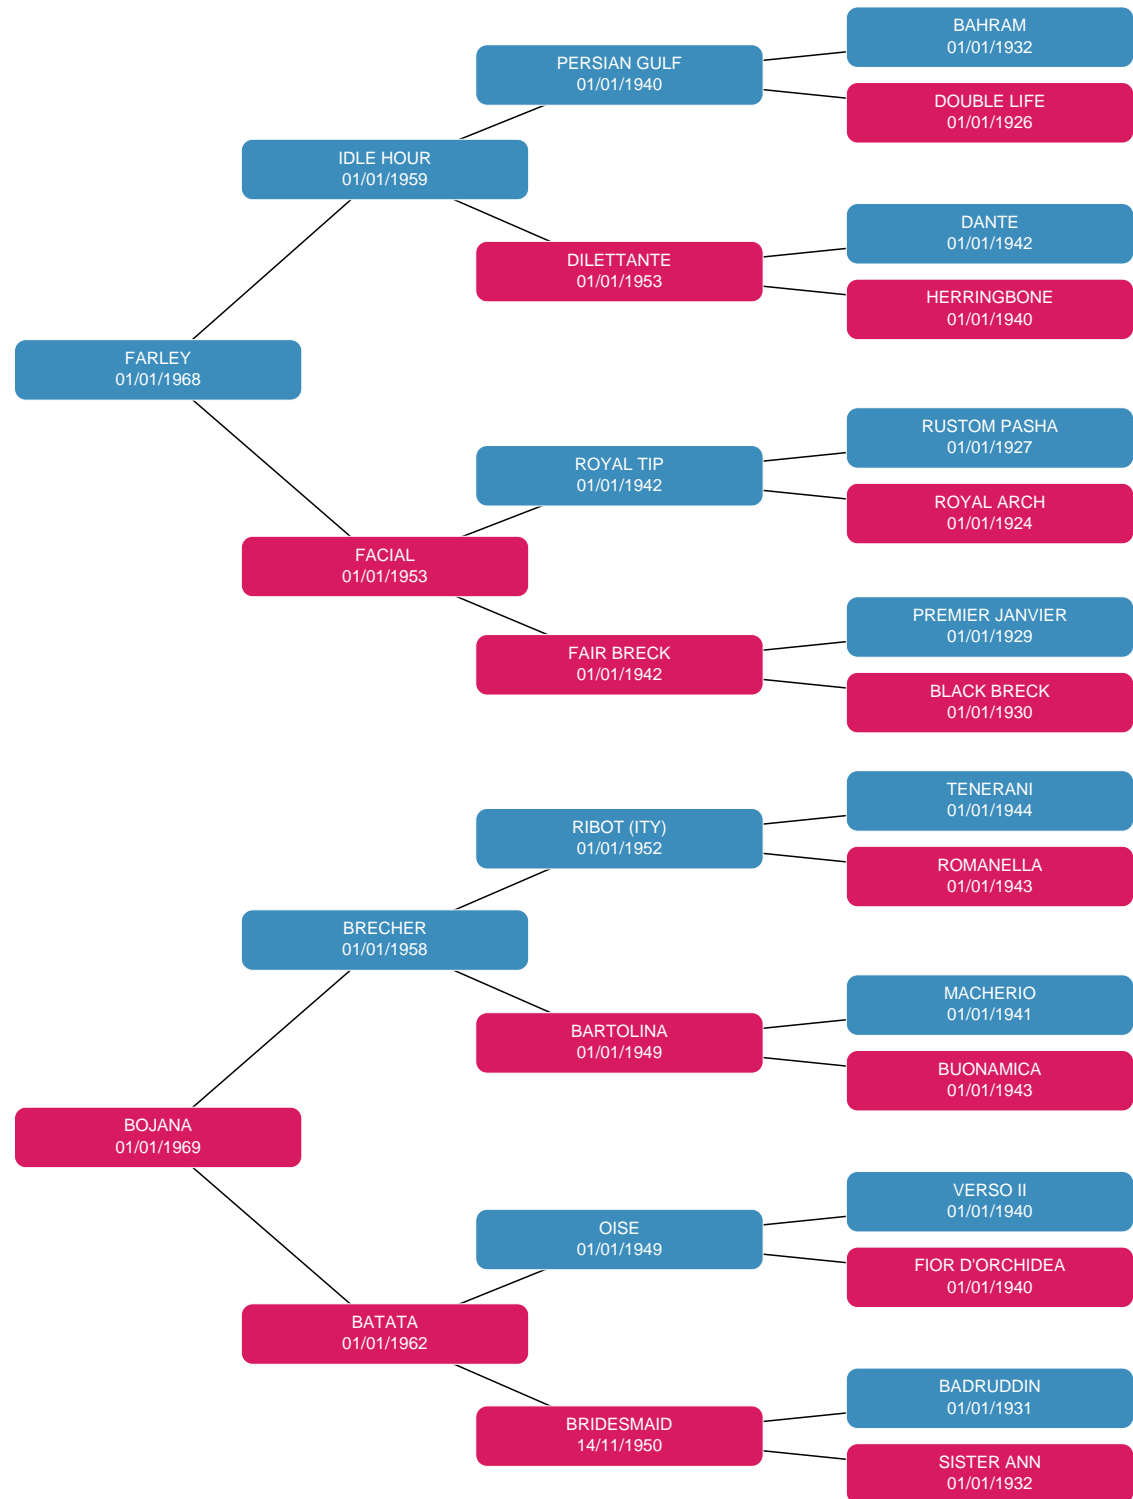 BAHRAM
01/01/1932
PERSIAN GULF
01/01/1940
DOUBLE LIFE
01/01/1926
IDLE HOUR
01/01/1959
DANTE
01/01/1942
DILETTANTE
01/01/1953
HERRINGBONE
01/01/1940
FARLEY
01/01/1968
RUSTOM PASHA
01/01/1927
ROYAL TIP
01/01/1942
ROYAL ARCH
01/01/1924
FACIAL
01/01/1953
PREMIER JANVIER
01/01/1929
FAIR BRECK
01/01/1942
BLACK BRECK
01/01/1930
TENERANI
01/01/1944
RIBOT (ITY)
01/01/1952
ROMANELLA
01/01/1943
BRECHER
01/01/1958
MACHERIO
01/01/1941
BARTOLINA
01/01/1949
BUONAMICA
01/01/1943
BOJANA
01/01/1969
VERSO II
01/01/1940
OISE
01/01/1949
FIOR D'ORCHIDEA
01/01/1940
BATATA
01/01/1962
BADRUDDIN
01/01/1931
BRIDESMAID
14/11/1950
SISTER ANN
01/01/1932